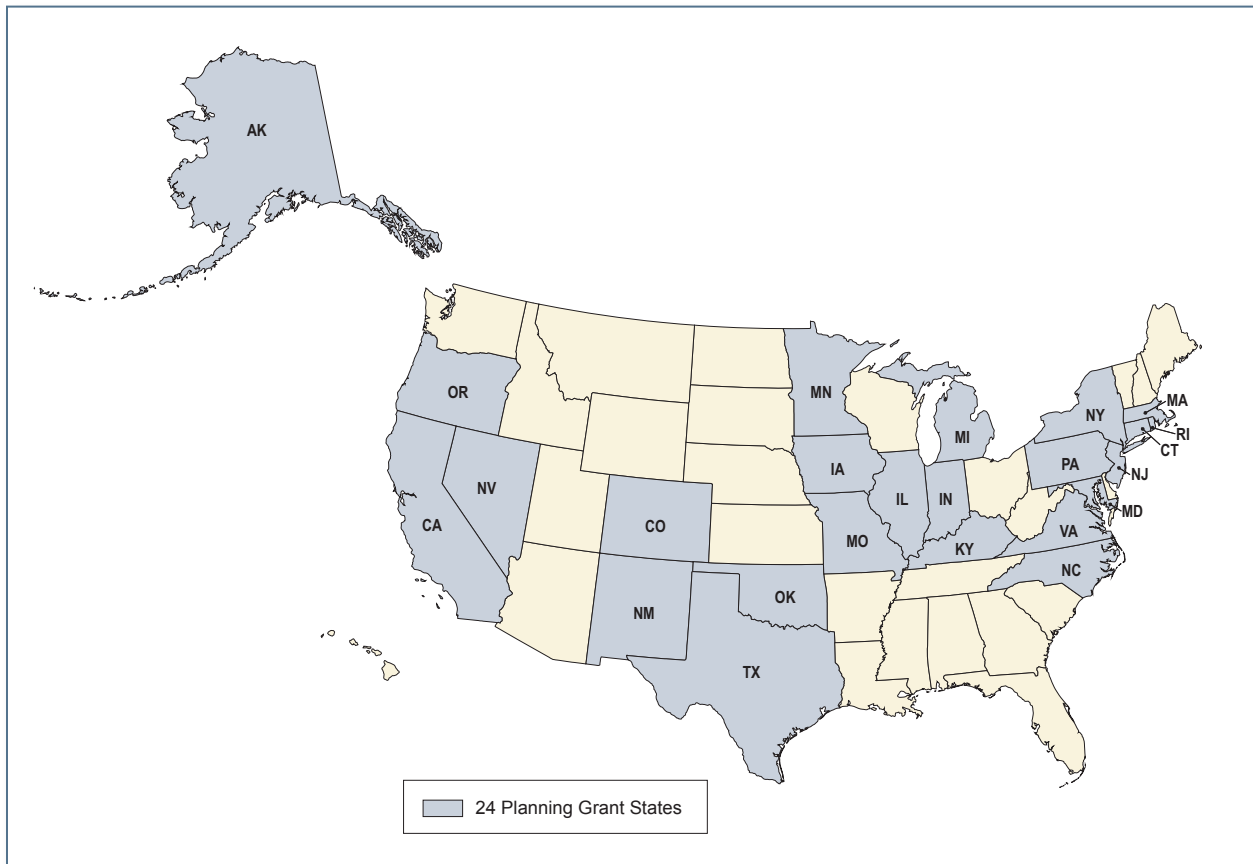 AK
OR
MN
MA
NY
MI
RI
CT
PA
IA
NJ
NV
IL
IN
MD
CA
CO
VA
MO
KY
NC
OK
NM
TX
24 Planning Grant States